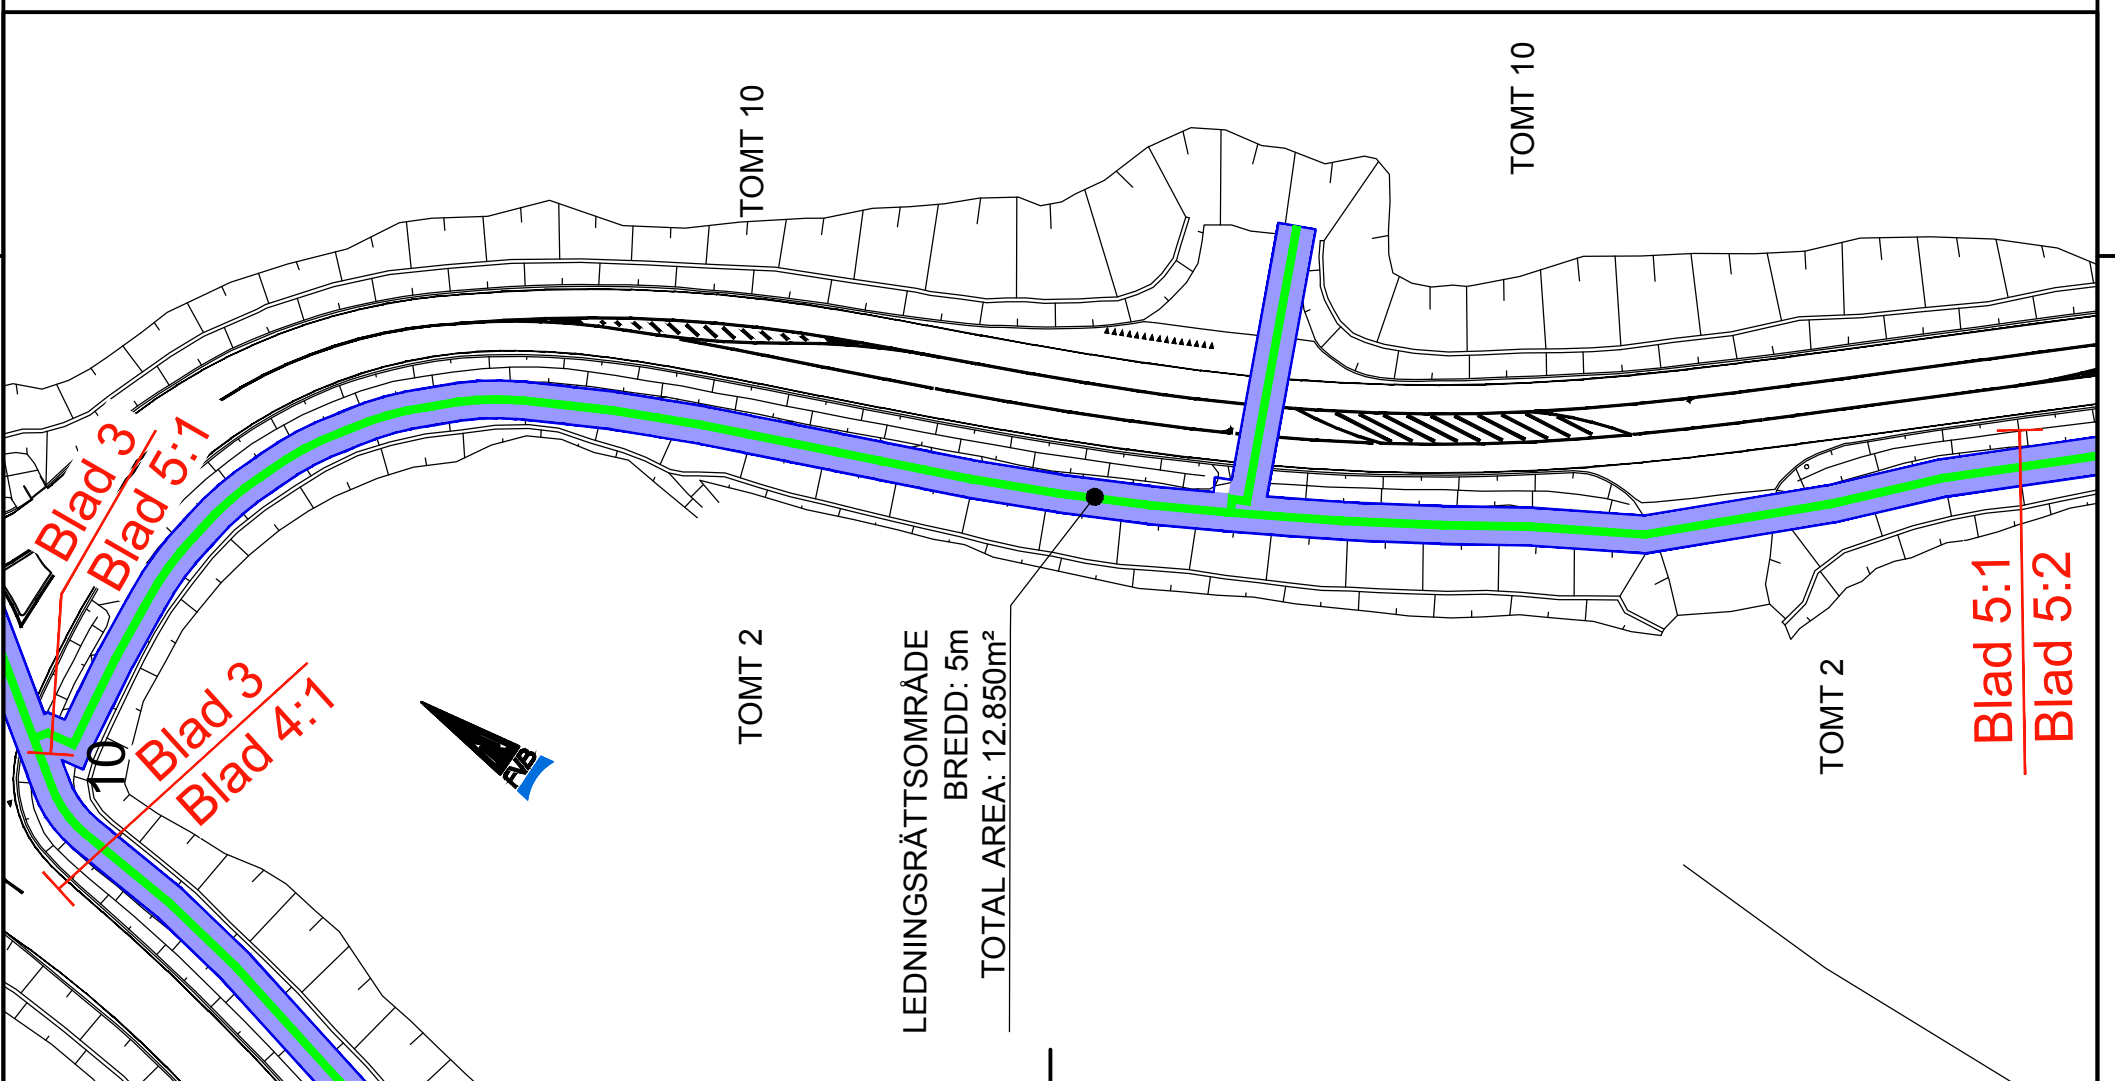 TOMT 10
TOMT 10
Blad 3
Blad 5:1
10
Blad 3
Blad 4:1
FVB
TOMT 2
LEDNINGSRÄTTSOMRÅDE
BREDD: 5m
TOTAL AREA: 12.850m²
TOMT 2
Blad 5:1
Blad 5:2